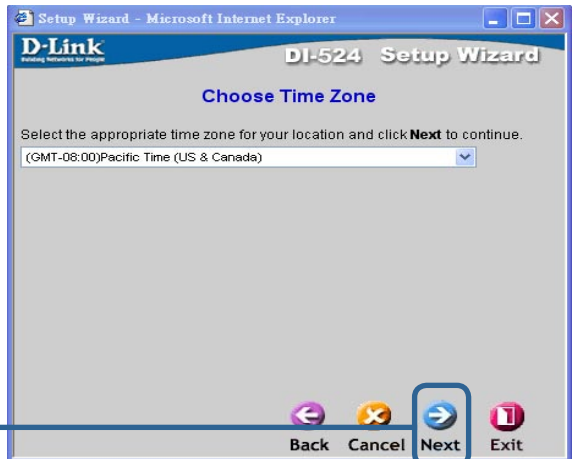 Setup Wizard - Microsoft Internet Explorer
D-Link
Building Networks for People
DI-524 Setup Wizard
Choose Time Zone
Select the appropriate time zone for your location and click Next to continue.
(GMT-08:00)Pacific Time (US & Canada)
Back Cancel Next Exit